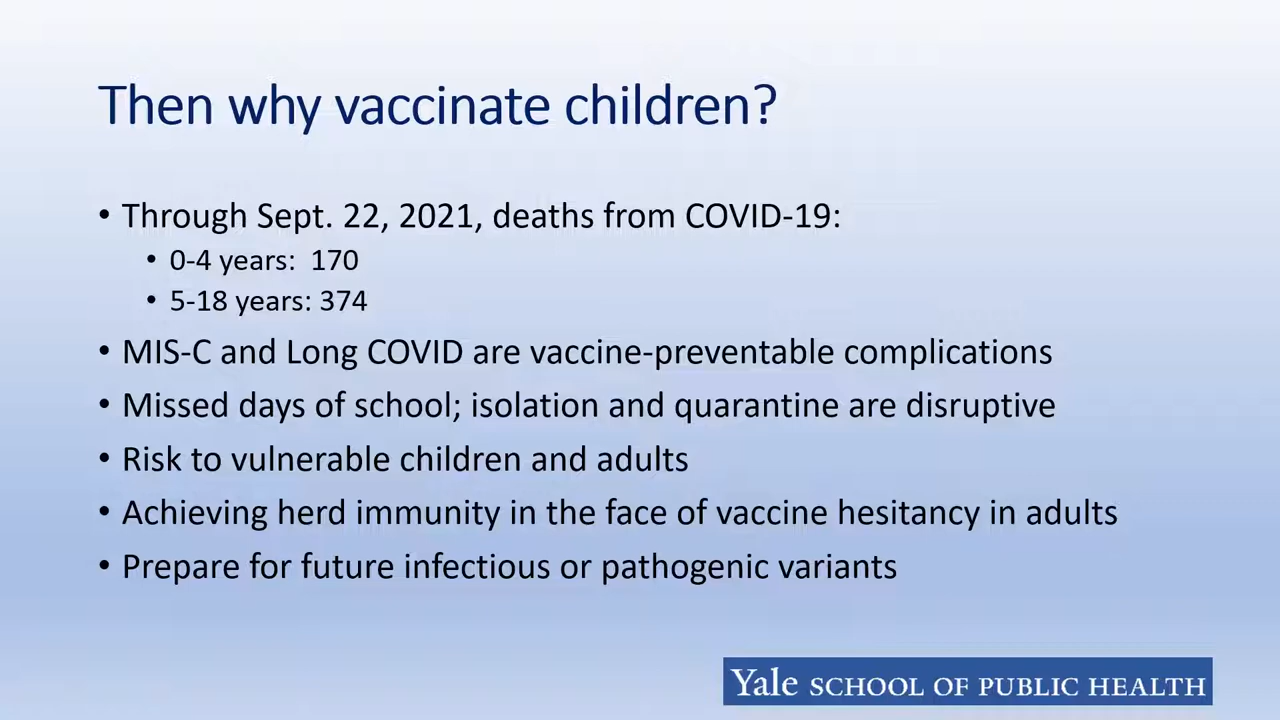 Then why vaccinate children?
• Through Sept. 22, 2021, deaths from COVID-19:
• 0-4 years: 170
• 5-18 years: 374
• MIS-C and Long COVID are vaccine-preventable complications
• Missed days of school; isolation and quarantine are disruptive
• Risk to vulnerable children and adults
• Achieving herd immunity in the face of vaccine hesitancy in adults
• Prepare for future infectious or pathogenic variants
Yale SCHOOL OF PUBLIC HEALTH